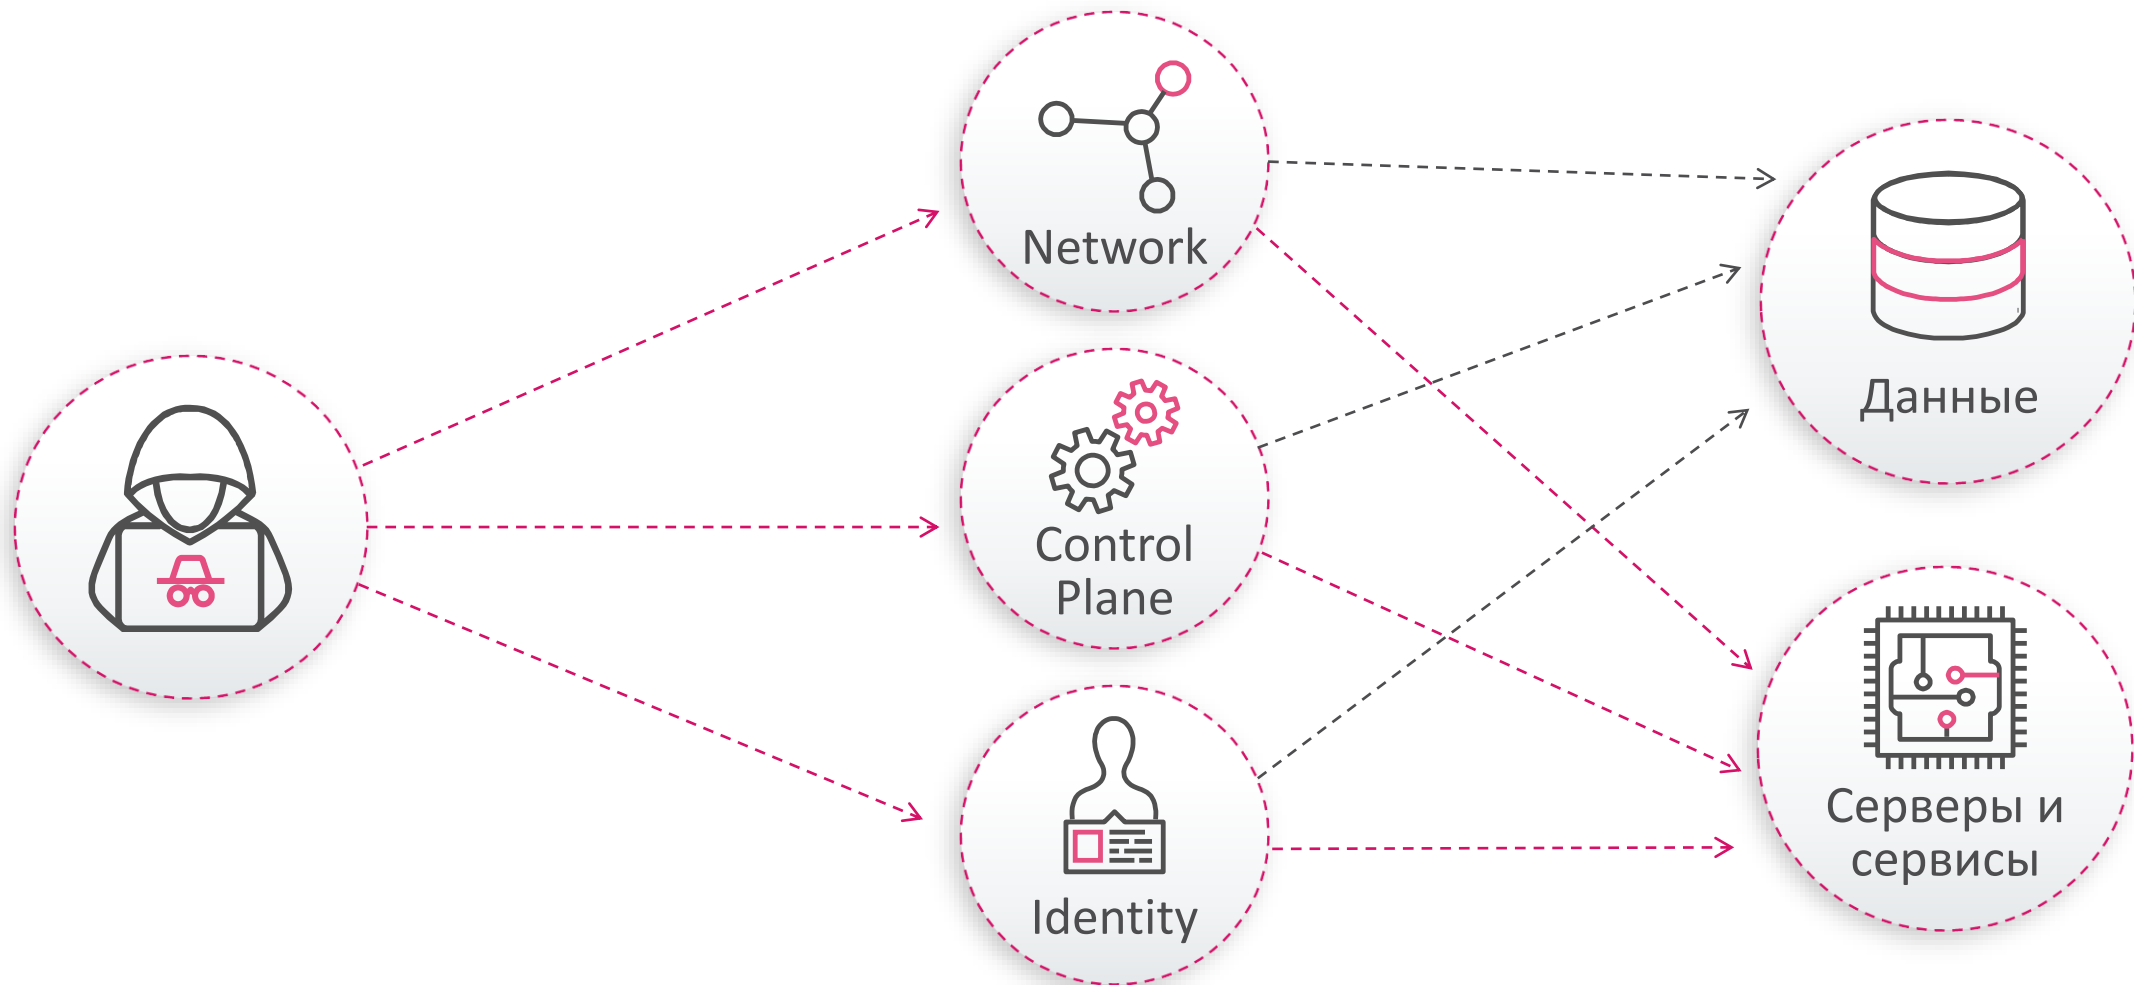 Network
Control
Plane
Identity
Данные
Серверы и
сервисы